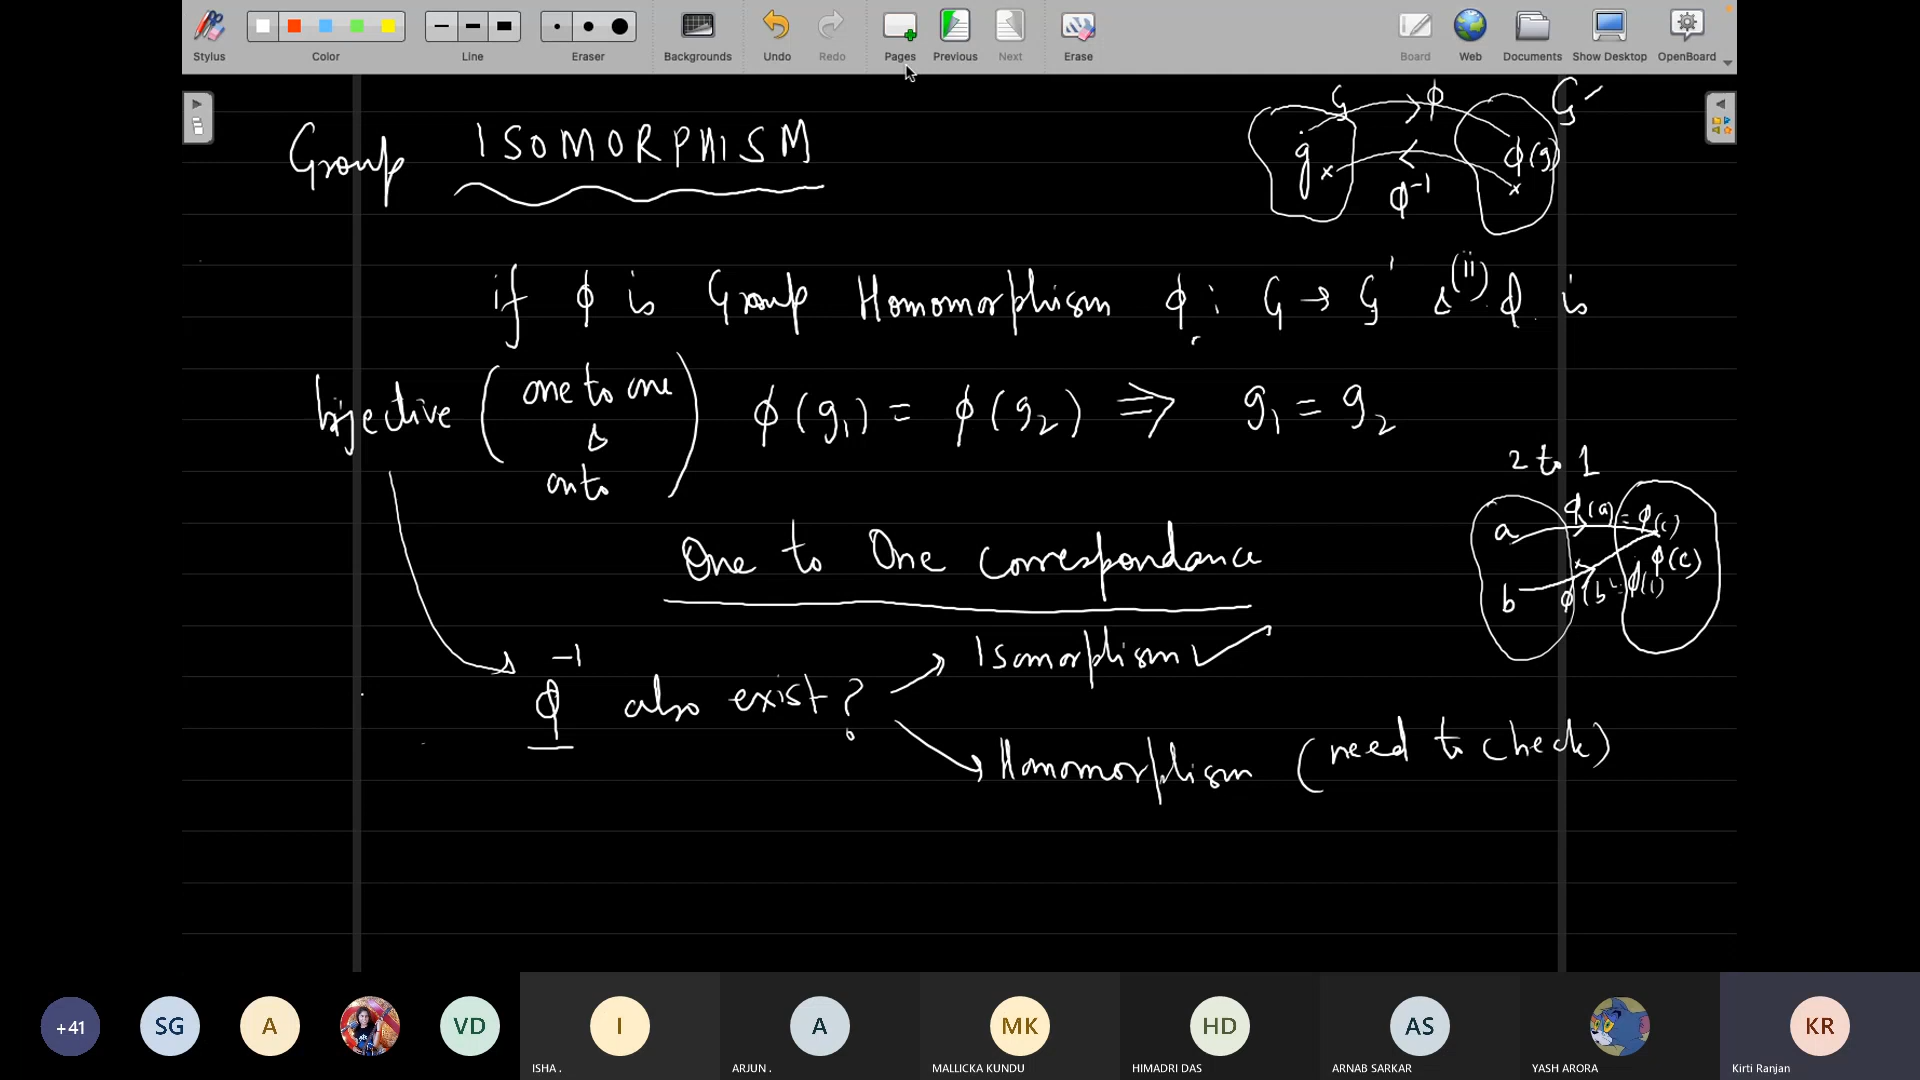 Stylus Color Line Eraser Backgrounds Undo Redo Pages Previous Next Erase Board Web Documents Show Desktop OpenBoard
G ϕ G'
Group ISOMORPHISM
g ϕ(g)
ϕ⁻¹
if ϕ is Group Homomorphism ϕ: G → G' & (ii) ϕ is
bijective (one to one & onto) ϕ(g₁) = ϕ(g₂) ⇒ g₁ = g₂
2 to 1
a ϕ(a) = ϕ(c)
ϕ(c)
b ϕ(b) = ϕ(c)
One to One Correspondance
ϕ⁻¹ also exist? → Isomorphism ✓
→ Homomorphism (need to check)
+41 SG A VD I A MK HD AS KR
ISHA . ARJUN . MALLICKA KUNDU HIMADRI DAS ARNAB SARKAR YASH ARORA Kirti Ranjan